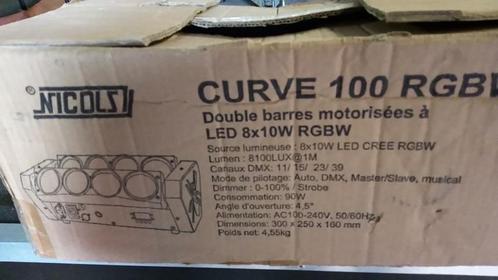 ® NICOLS
CURVE 100 RGBW
Double barres motorisées à
LED 8x10W RGBW
Source lumineuse : 8x10W LED CREE RGBW
Lumen : 8100LUX@1M
Canaux DMX: 11/ 15/ 23/ 39
Mode de pilotage: Auto, DMX, Master/Slave, musical
Dimmer : 0-100% / Strobe
Consommation: 90W
Angle d'ouverture: 4,5°
Alimentation: AC100-240V, 50/60Hz
Dimensions: 300 x 250 x 160 mm
Poids net: 4,55kg